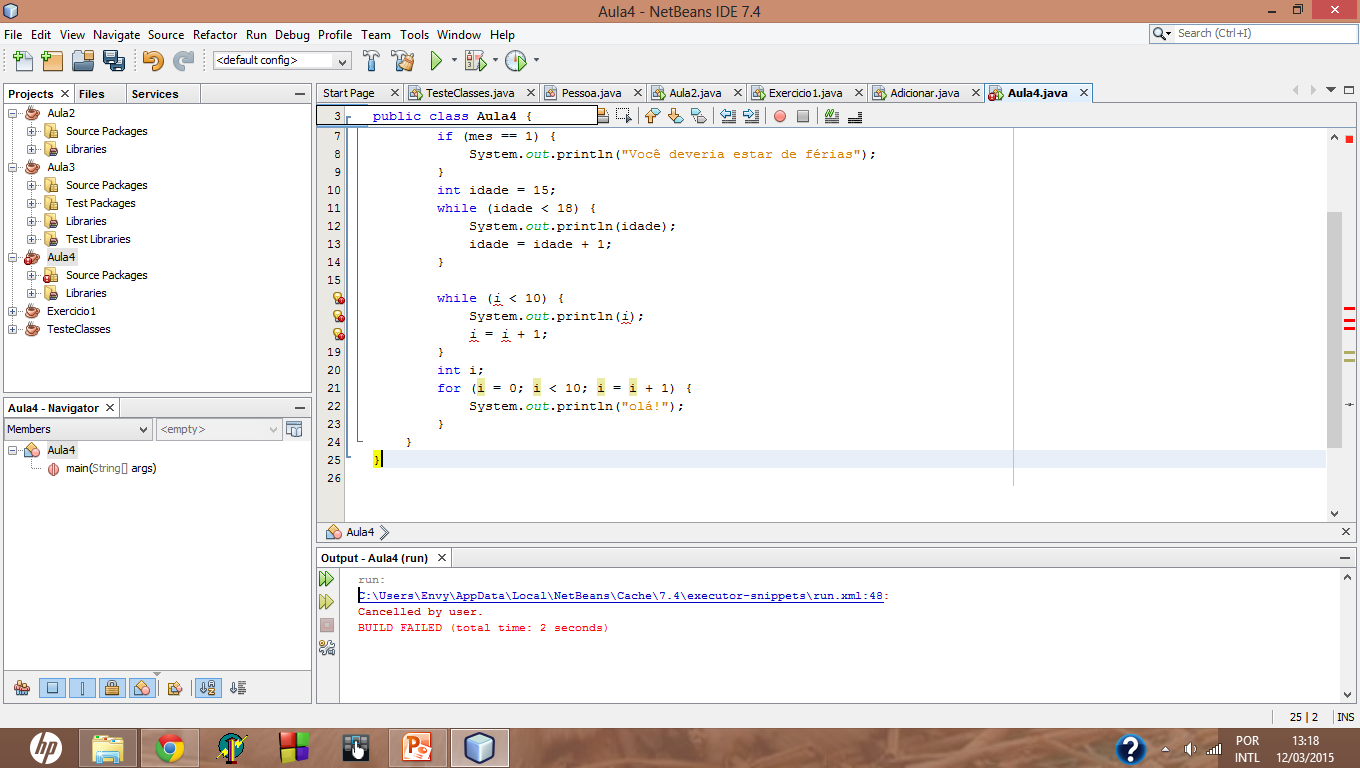 Aula4 - NetBeans IDE 7.4
File Edit View Navigate Source Refactor Run Debug Profile Team Tools Window Help
Search (Ctrl+I)
<default config>
Projects Files Services
Aula2
Source Packages
Libraries
Aula3
Source Packages
Test Packages
Libraries
Test Libraries
Aula4
Source Packages
Libraries
Exercicio1
TesteClasses
Aula4 - Navigator
Members <empty>
Aula4
main(String[] args)
Start Page TesteClasses.java Pessoa.java Aula2.java Exercicio1.java Adicionar.java Aula4.java
3 public class Aula4 {
7 if (mes == 1) {
8 System.out.println("Você deveria estar de férias");
9 }
10 int idade = 15;
11 while (idade < 18) {
12 System.out.println(idade);
13 idade = idade + 1;
14 }
15
while (i < 10) {
System.out.println(i);
i = i + 1;
19 }
20 int i;
21 for (i = 0; i < 10; i = i + 1) {
22 System.out.println("olá!");
23 }
24 }
25 }
26
Aula4
Output - Aula4 (run)
run:
C:\Users\Envy\AppData\Local\NetBeans\Cache\7.4\executor-snippets\run.xml:48:
Cancelled by user.
BUILD FAILED (total time: 2 seconds)
25 | 2 INS
hp
POR
INTL
13:18
12/03/2015